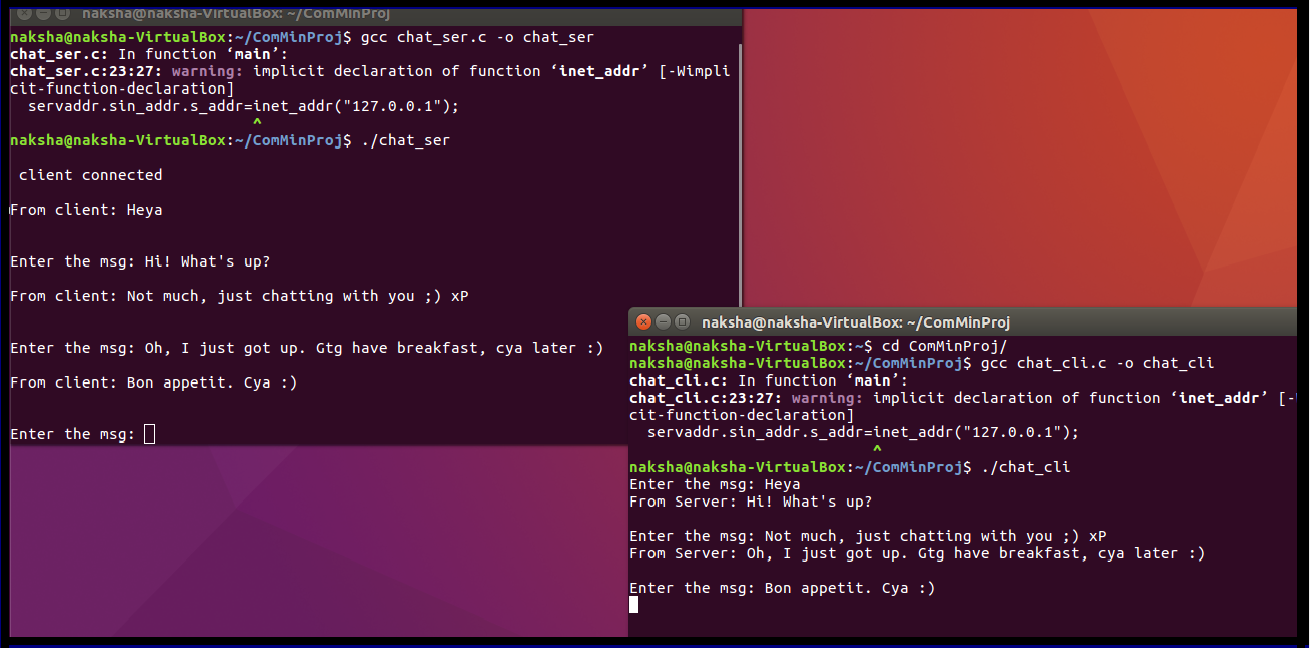 naksha@naksha-VirtualBox: ~/ComMinProj
naksha@naksha-VirtualBox:~/ComMinProj$ gcc chat_ser.c -o chat_ser
chat_ser.c: In function ‘main’:
chat_ser.c:23:27: warning: implicit declaration of function ‘inet_addr’ [-Wimpli
cit-function-declaration]
  servaddr.sin_addr.s_addr=inet_addr("127.0.0.1");
                           ^
naksha@naksha-VirtualBox:~/ComMinProj$ ./chat_ser
 client connected
From client: Heya
Enter the msg: Hi! What's up?
From client: Not much, just chatting with you ;) xP
Enter the msg: Oh, I just got up. Gtg have breakfast, cya later :)
From client: Bon appetit. Cya :)
Enter the msg:
naksha@naksha-VirtualBox: ~/ComMinProj
naksha@naksha-VirtualBox:~$ cd ComMinProj/
naksha@naksha-VirtualBox:~/ComMinProj$ gcc chat_cli.c -o chat_cli
chat_cli.c: In function ‘main’:
chat_cli.c:23:27: warning: implicit declaration of function ‘inet_addr’ [-
cit-function-declaration]
  servaddr.sin_addr.s_addr=inet_addr("127.0.0.1");
                           ^
naksha@naksha-VirtualBox:~/ComMinProj$ ./chat_cli
Enter the msg: Heya
From Server: Hi! What's up?
Enter the msg: Not much, just chatting with you ;) xP
From Server: Oh, I just got up. Gtg have breakfast, cya later :)
Enter the msg: Bon appetit. Cya :)